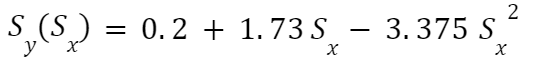 S_y(S_x) = 0.2 + 1.73 S_x − 3.375 S_x^2